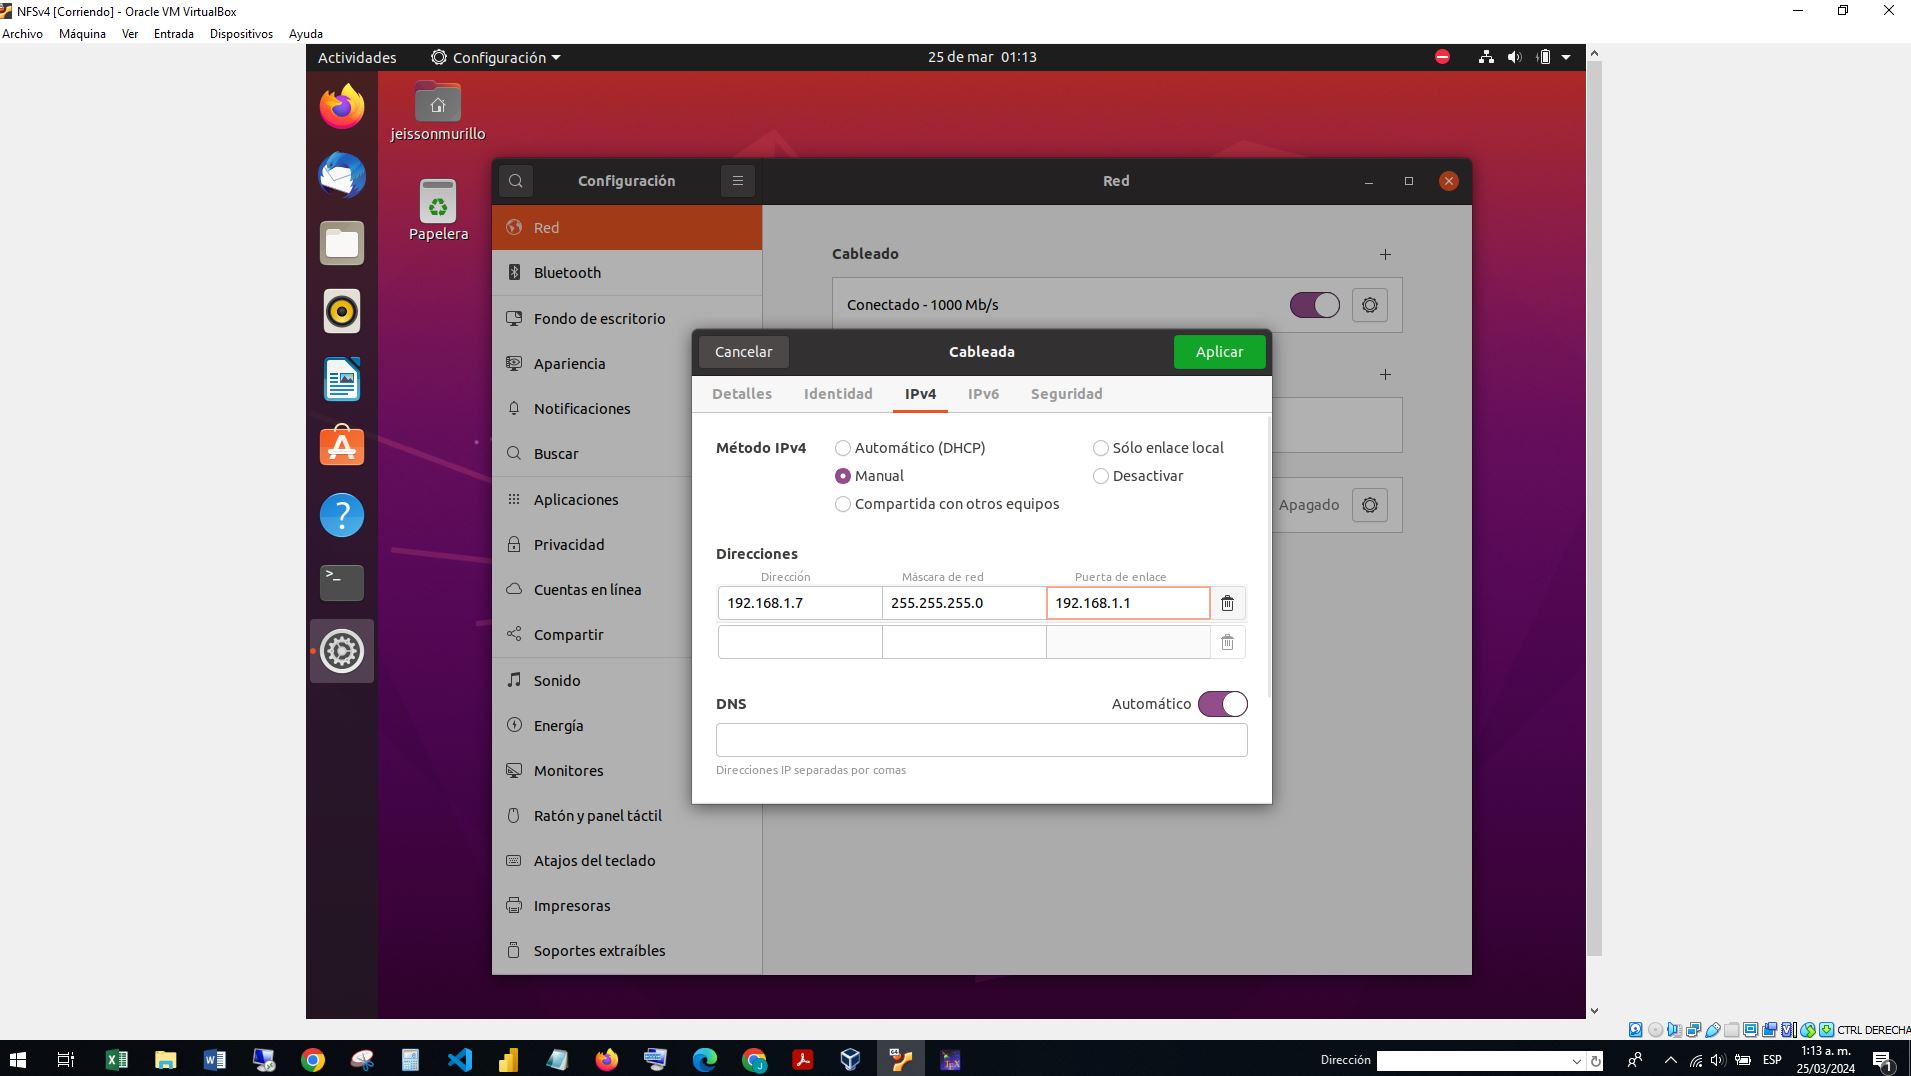 NFSv4 [Corriendo] - Oracle VM VirtualBox
Archivo Máquina Ver Entrada Dispositivos Ayuda
Actividades Configuración 25 de mar 01:13
jeissonmurillo
Papelera
Configuración Red
Red
Bluetooth
Fondo de escritorio
Apariencia
Notificaciones
Buscar
Aplicaciones
Privacidad
Cuentas en línea
Compartir
Sonido
Energía
Monitores
Ratón y panel táctil
Atajos del teclado
Impresoras
Soportes extraíbles
Cableado
Conectado - 1000 Mb/s
Apagado
Cancelar Cableada Aplicar
Detalles Identidad IPv4 IPv6 Seguridad
Método IPv4 Automático (DHCP) Sólo enlace local
Manual Desactivar
Compartida con otros equipos
Direcciones
Dirección Máscara de red Puerta de enlace
192.168.1.7 255.255.255.0 192.168.1.1
DNS Automático
Direcciones IP separadas por comas
CTRL DERECHA
Dirección ESP 1:13 a. m.
25/03/2024
1